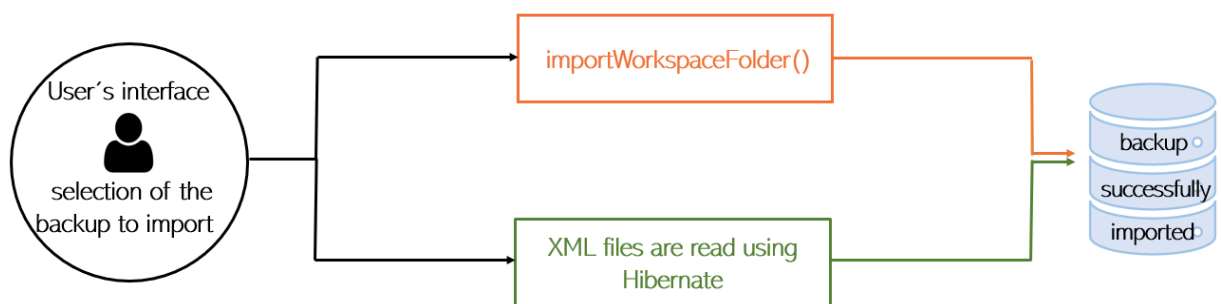 User´s interface
selection of the
backup to import
importWorkspaceFolder()
XML files are read using
Hibernate
backup
successfully
imported